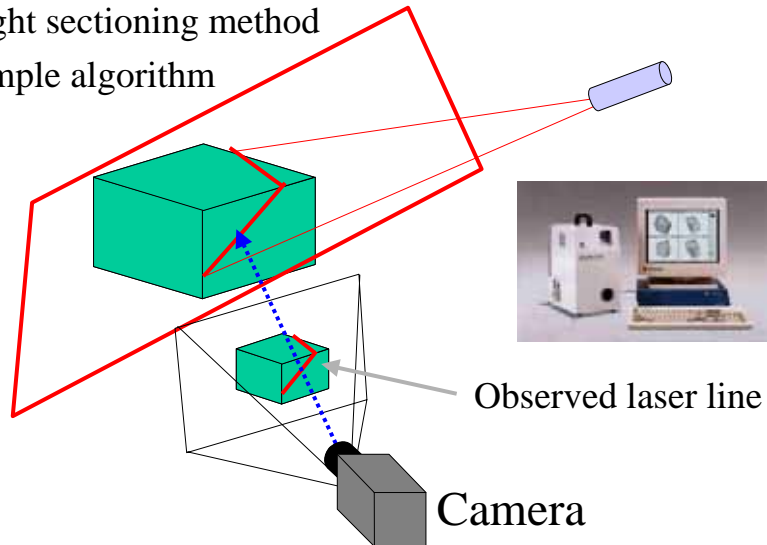 ght sectioning method
mple algorithm
Observed laser line
Camera